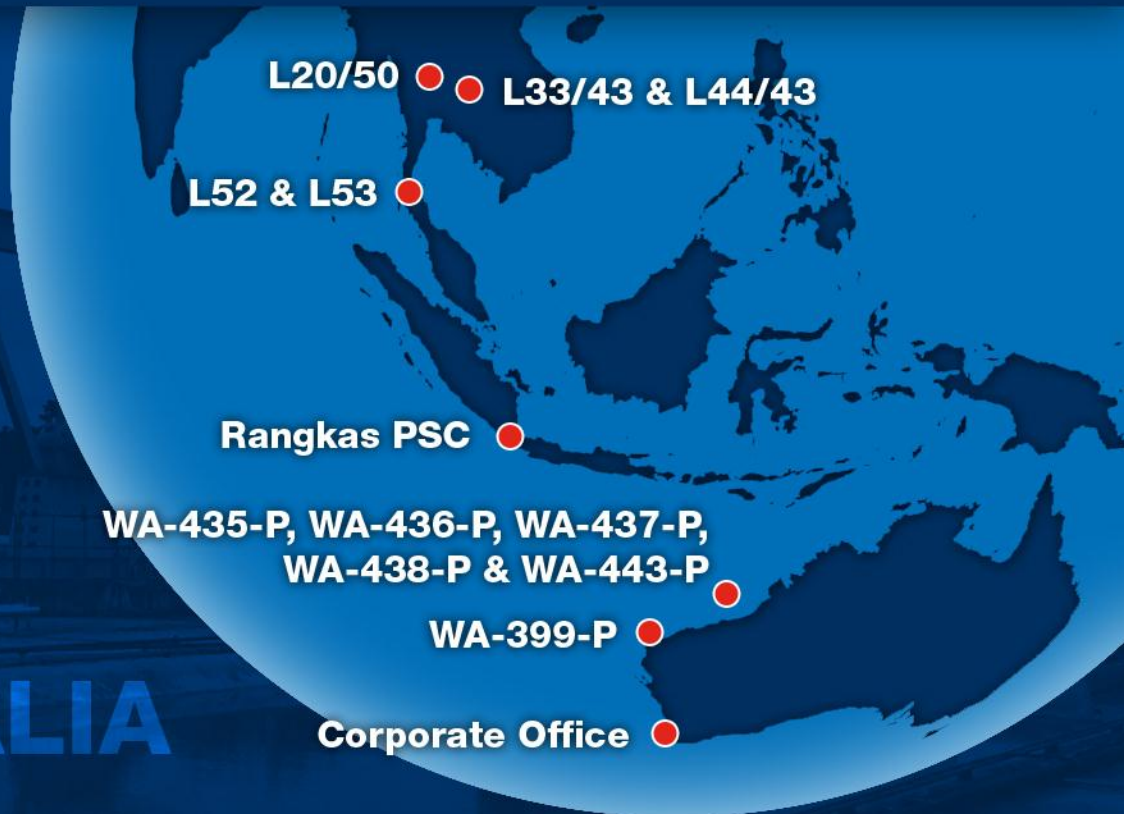 L20/50
L33/43 & L44/43
L52 & L53
Rangkas PSC
WA-435-P, WA-436-P, WA-437-P,
WA-438-P & WA-443-P
WA-399-P
Corporate Office
LIA